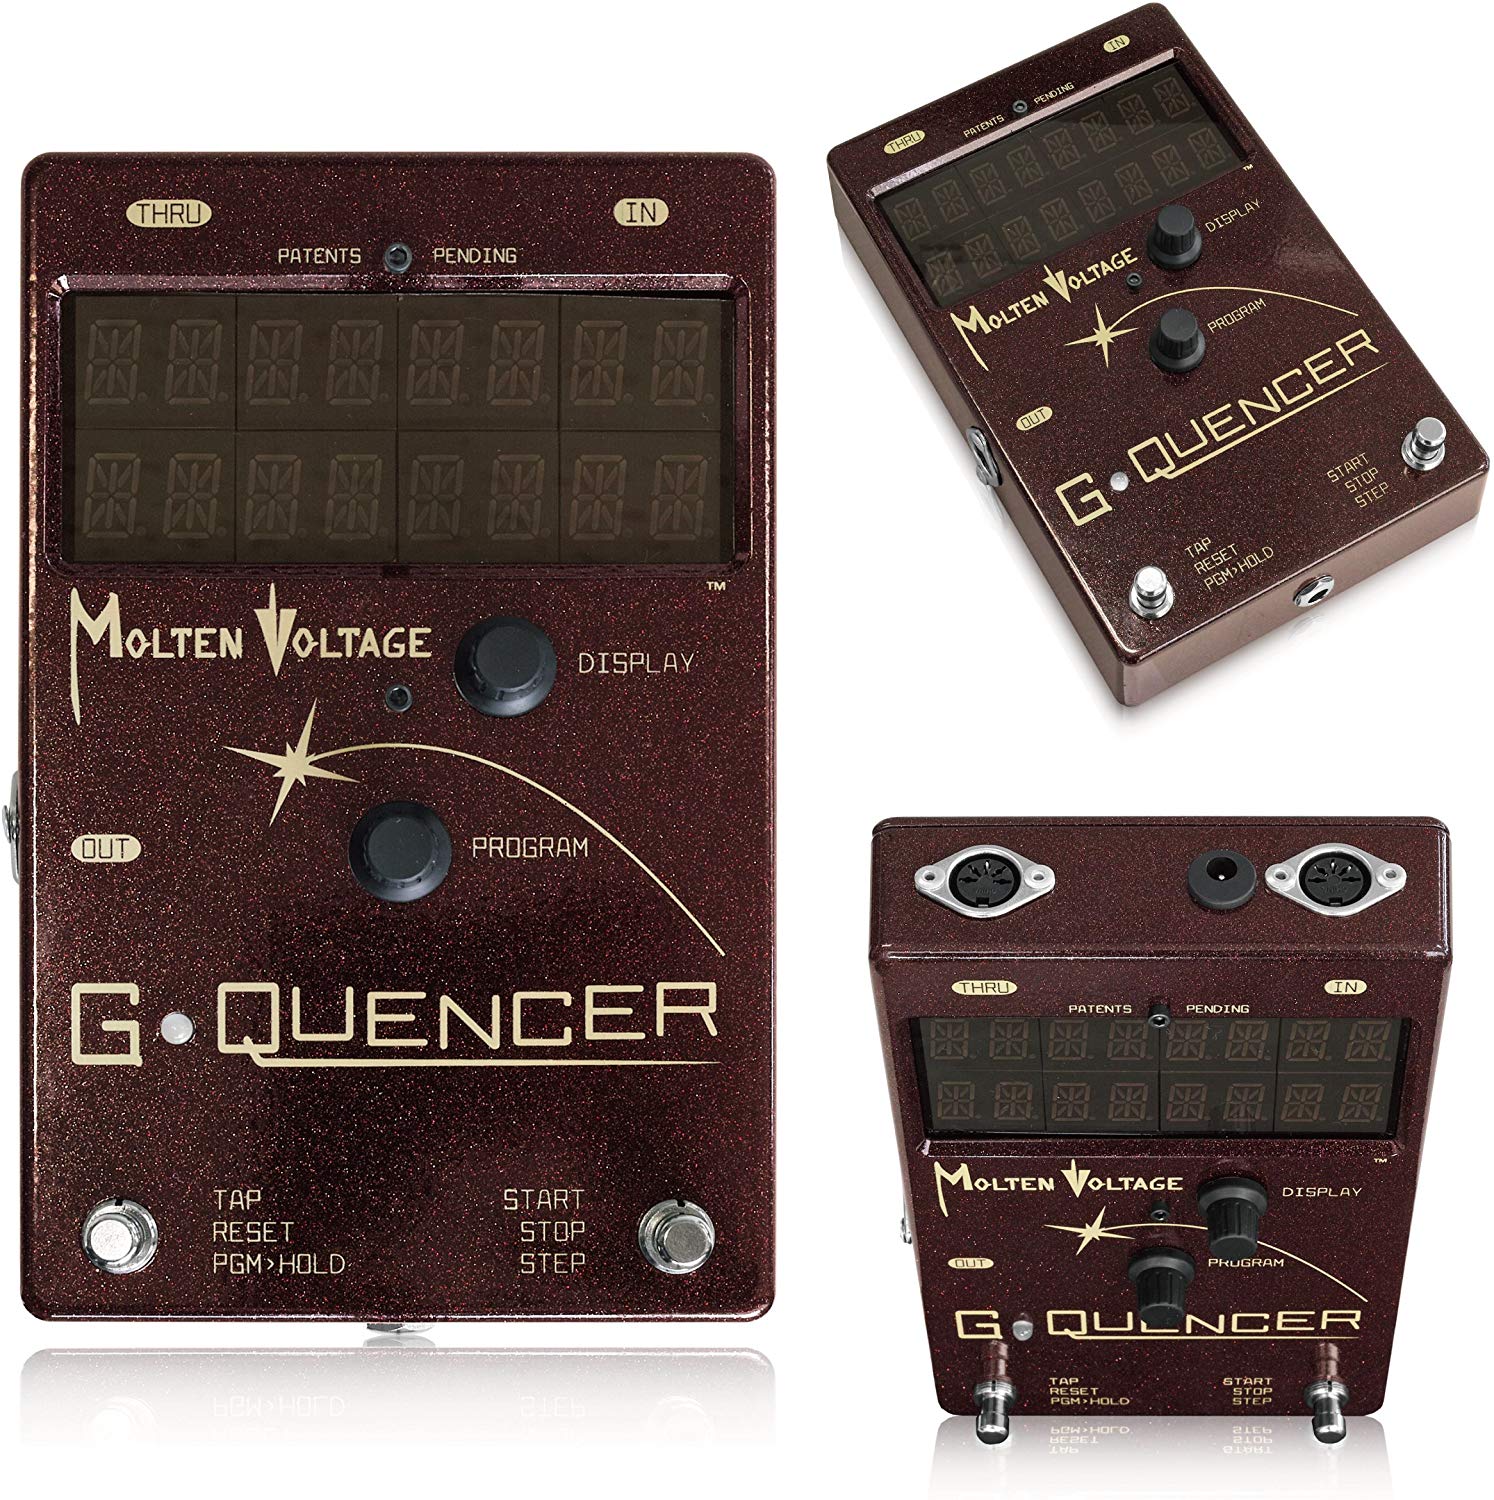 THRU
IN
PATENTS PENDING
™
MOLTEN VOLTAGE
DISPLAY
PROGRAM
OUT
G·QUENCER
TAP
RESET
PGM>HOLD
START
STOP
STEP
IN
THRU
PATENTS PENDING
™
DISPLAY
MOLTEN VOLTAGE
PROGRAM
OUT
G·QUENCER
START
STOP
STEP
TAP
RESET
PGM>HOLD
THRU
IN
PATENTS PENDING
™
MOLTEN VOLTAGE
DISPLAY
OUT
PROGRAM
G·QUENCER
TAP
RESET
PGM>HOLD
START
STOP
STEP